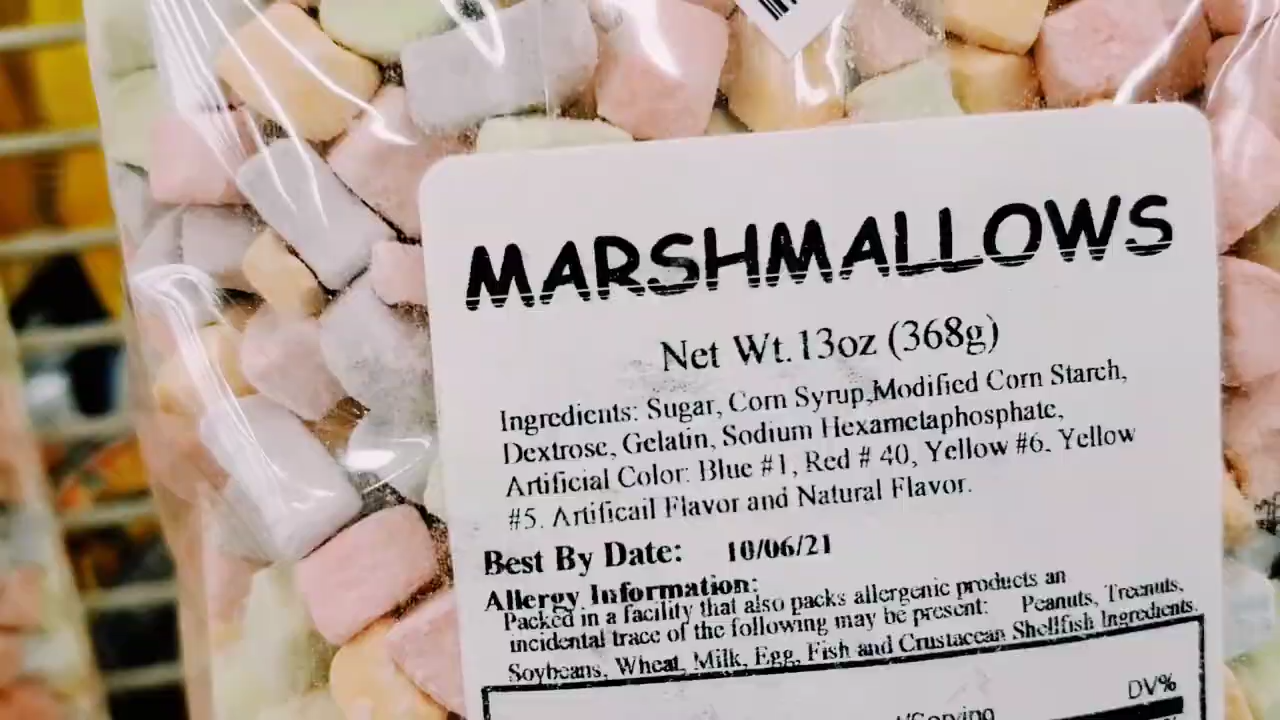 MARSHMALLOWS
Net Wt.13oz (368g)
Ingredients: Sugar, Corn Syrup,Modified Corn Starch,
Dextrose, Gelatin, Sodium Hexametaphosphate,
Artificial Color: Blue #1, Red # 40, Yellow #6. Yellow
#5. Artificail Flavor and Natural Flavor.
Best By Date: 10/06/21
Allergy Information:
Packed in a facility that also packs allergenic products an
incidental trace of the following may be present: Peanuts, Treenuts,
Soybeans, Wheat, Milk, Egg, Fish and Crustacean Shellfish Ingredients.
DV%